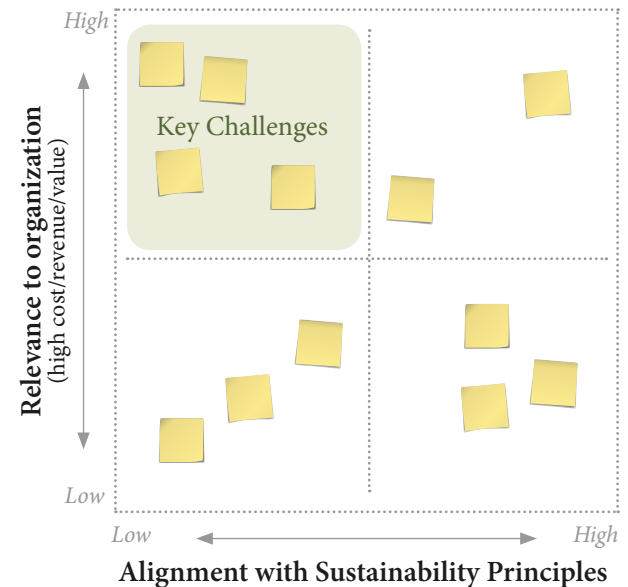 High
Key Challenges
Relevance to organization
(high cost/revenue/value)
Low
Low
High
Alignment with Sustainability Principles